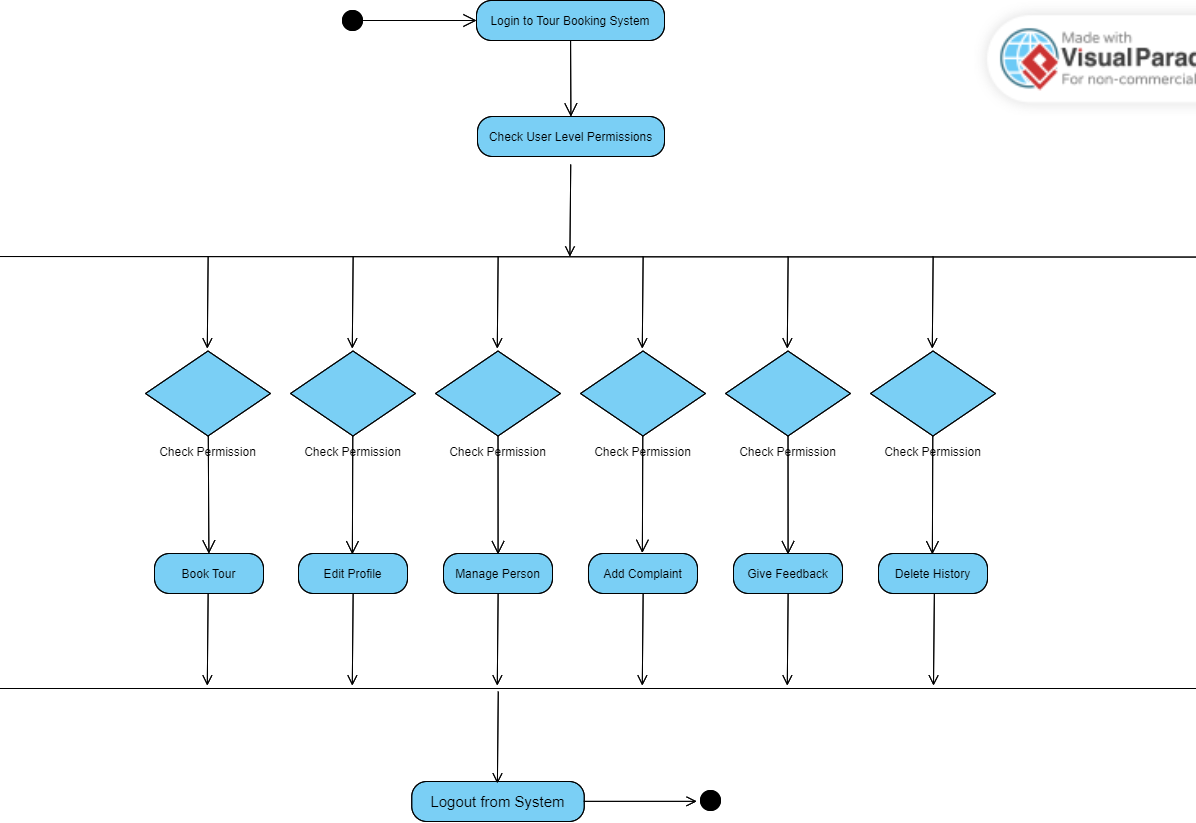 Login to Tour Booking System
Made with
Visual Parac
For non-commercial
Check User Level Permissions
Check Permission
Check Permission
Check Permission
Check Permission
Check Permission
Check Permission
Book Tour
Edit Profile
Manage Person
Add Complaint
Give Feedback
Delete History
Logout from System